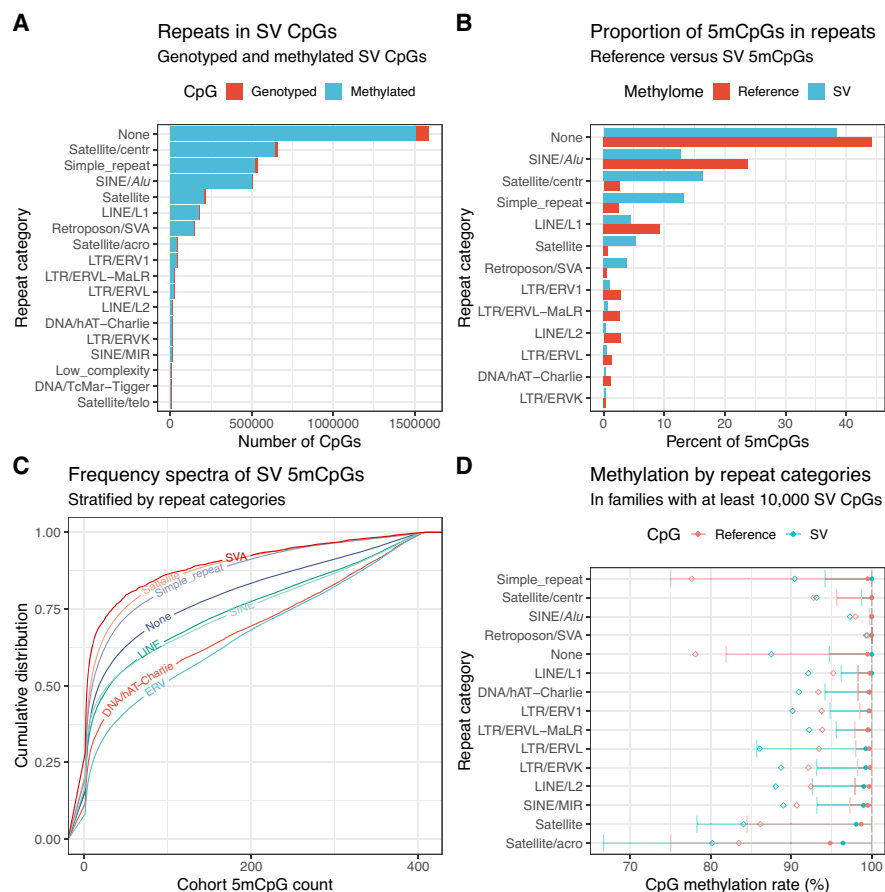 A
Repeats in SV CpGs
Genotyped and methylated SV CpGs
CpG Genotyped Methylated
Repeat category
None
Satellite/centr
Simple_repeat
SINE/Alu
Satellite
LINE/L1
Retroposon/SVA
Satellite/acro
LTR/ERV1
LTR/ERVL-MaLR
LTR/ERVL
LINE/L2
DNA/hAT-Charlie
LTR/ERVK
SINE/MIR
Low_complexity
DNA/TcMar-Tigger
Satellite/telo
0 500000 1000000 1500000
Number of CpGs
B
Proportion of 5mCpGs in repeats
Reference versus SV 5mCpGs
Methylome Reference SV
Repeat category
None
SINE/Alu
Satellite/centr
Simple_repeat
LINE/L1
Satellite
Retroposon/SVA
LTR/ERV1
LTR/ERVL-MaLR
LINE/L2
LTR/ERVL
DNA/hAT-Charlie
LTR/ERVK
0 10 20 30 40
Percent of 5mCpGs
C
Frequency spectra of SV 5mCpGs
Stratified by repeat categories
Cumulative distribution
1.00
0.75
0.50
0.25
0.00
SVA
Satellite
Simple_repeat
None
SINE
LINE
DNA/hAT-Charlie
ERV
0 200 400
Cohort 5mCpG count
D
Methylation by repeat categories
In families with at least 10,000 SV CpGs
CpG Reference SV
Repeat category
Simple_repeat
Satellite/centr
SINE/Alu
Retroposon/SVA
None
LINE/L1
DNA/hAT-Charlie
LTR/ERV1
LTR/ERVL-MaLR
LTR/ERVL
LTR/ERVK
LINE/L2
SINE/MIR
Satellite
Satellite/acro
70 80 90 100
CpG methylation rate (%)